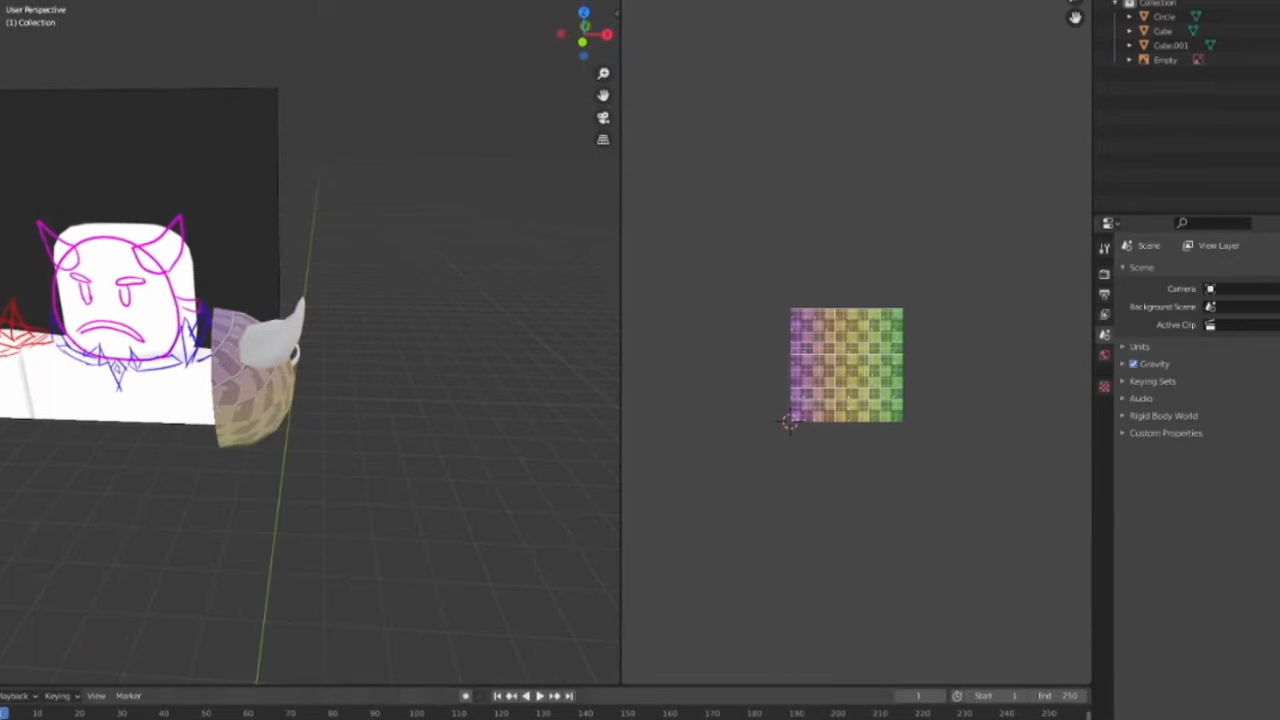 User Perspective
(1) Collection
Z
X
Collection
Circle
Cube
Cube.001
Empty
Scene
View Layer
Scene
Camera
Background Scene
Active Clip
Units
Gravity
Keying Sets
Audio
Rigid Body World
Custom Properties
Playback Keying View Marker
1 Start 1 End 250
10 20 30 40 50 60 70 80 90 100 110 120 130 140 150 160 170 180 190 200 210 220 230 240 250